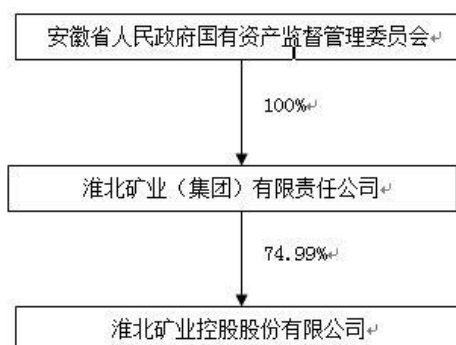 安徽省人民政府国有资产监督管理委员会↵
100%↵
淮北矿业（集团）有限责任公司↵
74.99%↵
淮北矿业控股股份有限公司↵